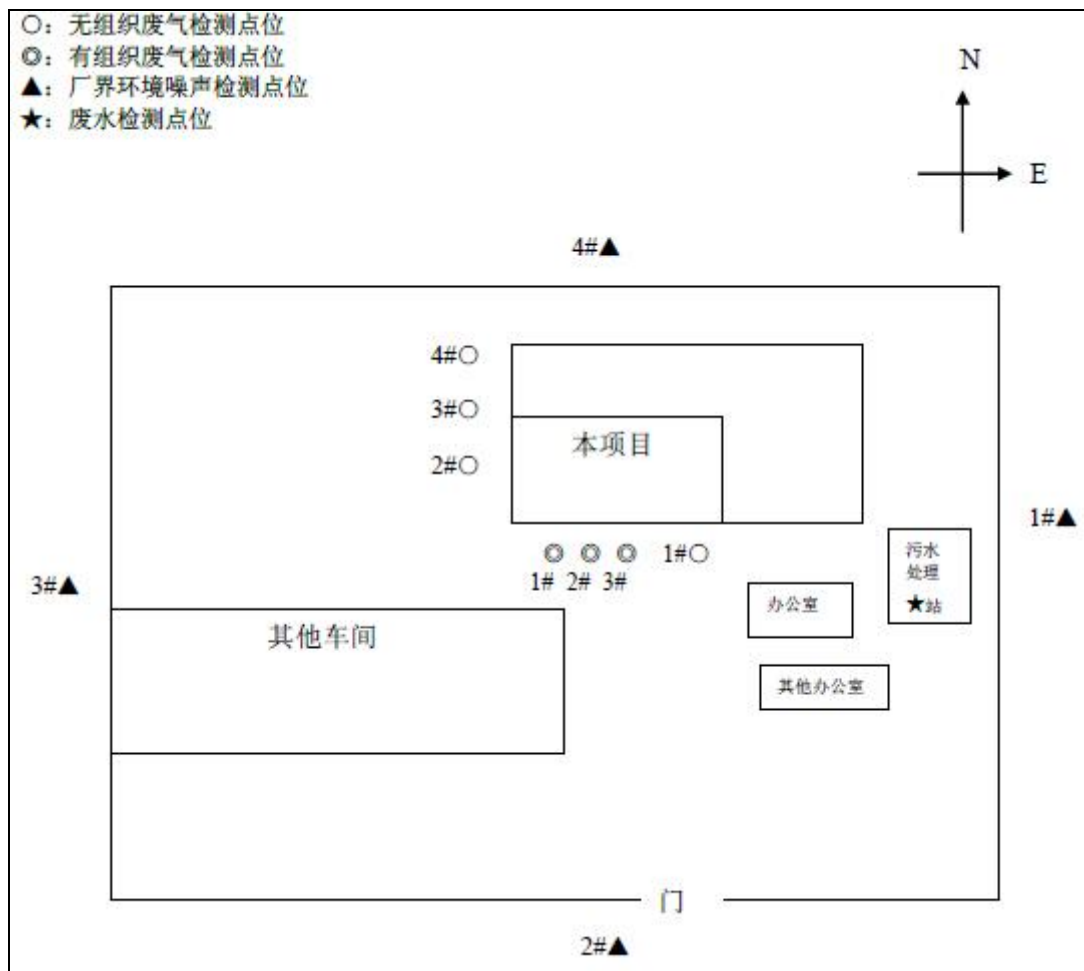 ○：无组织废气检测点位
◎：有组织废气检测点位
▲：厂界环境噪声检测点位
★：废水检测点位
N
E
4#▲
4#○
3#○
本项目
2#○
1#▲
◎ ◎ ◎ 1#○
1# 2# 3#
污水
处理
★站
3#▲
办公室
其他车间
其他办公室
门
2#▲